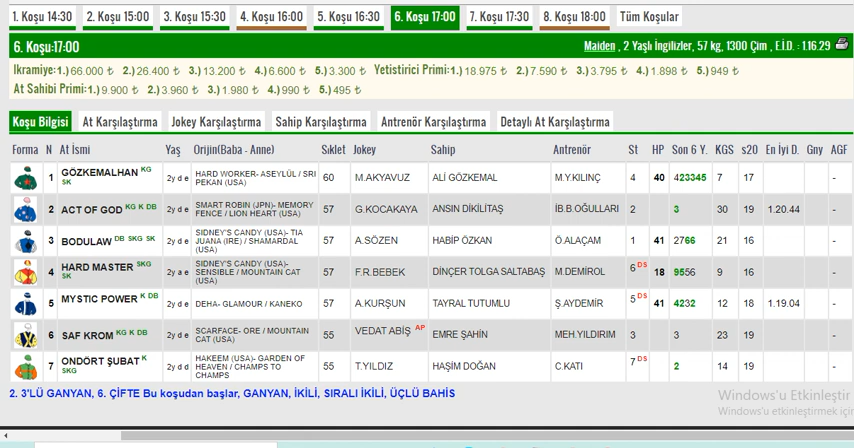 1. Koşu 14:30 2. Koşu 15:00 3. Koşu 15:30 4. Koşu 16:00 5. Koşu 16:30 6. Koşu 17:00 7. Koşu 17:30 8. Koşu 18:00 Tüm Koşular
6. Koşu:17:00 Maiden , 2 Yaşlı İngilizler, 57 kg, 1300 Çim , E.İ.D. : 1.16.29
Ikramiye:1.) 66.000 ₺ 2.) 26.400 ₺ 3.) 13.200 ₺ 4.) 6.600 ₺ 5.) 3.300 ₺ Yetistirici Primi:1.) 18.975 ₺ 2.) 7.590 ₺ 3.) 3.795 ₺ 4.) 1.898 ₺ 5.) 949 ₺
At Sahibi Primi:1.) 9.900 ₺ 2.) 3.960 ₺ 3.) 1.980 ₺ 4.) 990 ₺ 5.) 495 ₺
Koşu Bilgisi At Karşılaştırma Jokey Karşılaştırma Sahip Karşılaştırma Antrenör Karşılaştırma Detaylı At Karşılaştırma
Forma N At İsmi Yaş Orijin(Baba - Anne) Sıklet Jokey Sahip Antrenör St HP Son 6 Y. KGS s20 En İyi D. Gny AGF
1 GÖZKEMALHAN KG SK 2y d e HARD WORKER- ASEYLÜL / SRI PEKAN (USA) 60 M.AKYAVUZ ALİ GÖZKEMAL M.Y.KILINÇ 4 40 423345 7 17 -
2 ACT OF GOD KG K DB 2y d e SMART ROBIN (JPN)- MEMORY FENCE / LION HEART (USA) 57 G.KOCAKAYA ANSIN DİKİLİTAŞ İB.B.OĞULLARI 2 3 30 19 1.20.44 -
3 BODULAW DB SKG SK 2y d e SIDNEY'S CANDY (USA)- TIA JUANA (IRE) / SHAMARDAL (USA) 57 A.SÖZEN HABİP ÖZKAN Ö.ALAÇAM 1 41 2766 21 16 -
4 HARD MASTER SKG SK 2y a e SIDNEY'S CANDY (USA)- SENSIBLE / MOUNTAIN CAT (USA) 57 F.R.BEBEK DİNÇER TOLGA SALTABAŞ M.DEMİROL 6 DS 18 9556 9 16 -
5 MYSTIC POWER K DB 2y d e DEHA- GLAMOUR / KANEKO 57 A.KURŞUN TAYRAL TUTUMLU Ş.AYDEMİR 5 DS 41 4232 12 18 1.19.04 -
6 SAF KROM KG K DB 2y d e SCARFACE- ORE / MOUNTAIN CAT (USA) 55 VEDAT ABİŞ AP EMRE ŞAHİN MEH.YILDIRIM 3 3 23 19 -
7 ONDÖRT ŞUBAT K SKG 2y d d HAKEEM (USA)- GARDEN OF HEAVEN / CHAMPS TO CHAMPS 55 T.YILDIZ HAŞİM DOĞAN C.KATI 7 DS 2 14 19 -
2. 3'LÜ GANYAN, 6. ÇİFTE Bu koşudan başlar, GANYAN, İKİLİ, SIRALI İKİLİ, ÜÇLÜ BAHİS
Windows'u Etkinleştir
Windows'u etkinleştirmek için